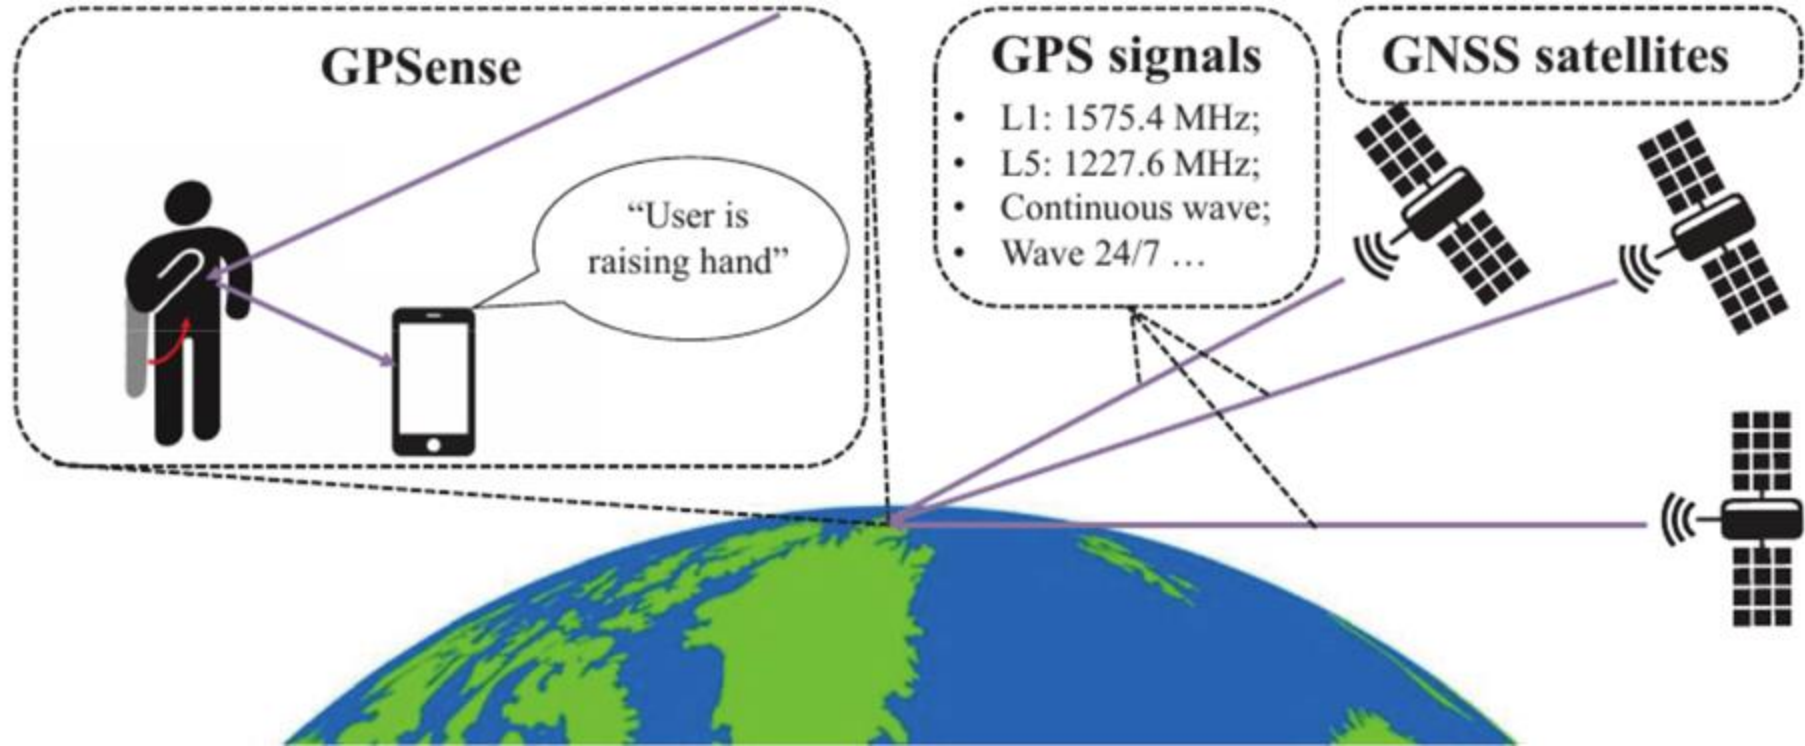 GPSense
“User is
raising hand”
GPS signals
• L1: 1575.4 MHz;
• L5: 1227.6 MHz;
• Continuous wave;
• Wave 24/7 …
GNSS satellites